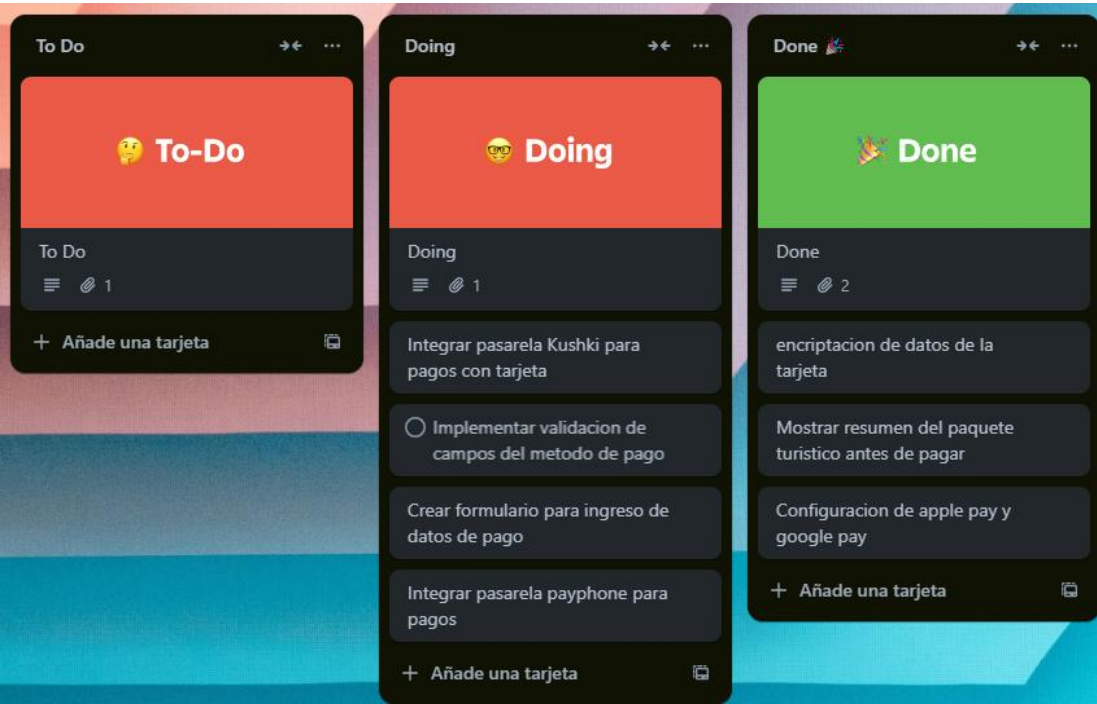 To Do
🤔 To-Do
To Do
1
+ Añade una tarjeta
Doing
🤓 Doing
Doing
1
Integrar pasarela Kushki para
pagos con tarjeta
Implementar validacion de
campos del metodo de pago
Crear formulario para ingreso de
datos de pago
Integrar pasarela payphone para
pagos
+ Añade una tarjeta
Done 🎉
🎉 Done
Done
2
encriptacion de datos de la
tarjeta
Mostrar resumen del paquete
turistico antes de pagar
Configuracion de apple pay y
google pay
+ Añade una tarjeta